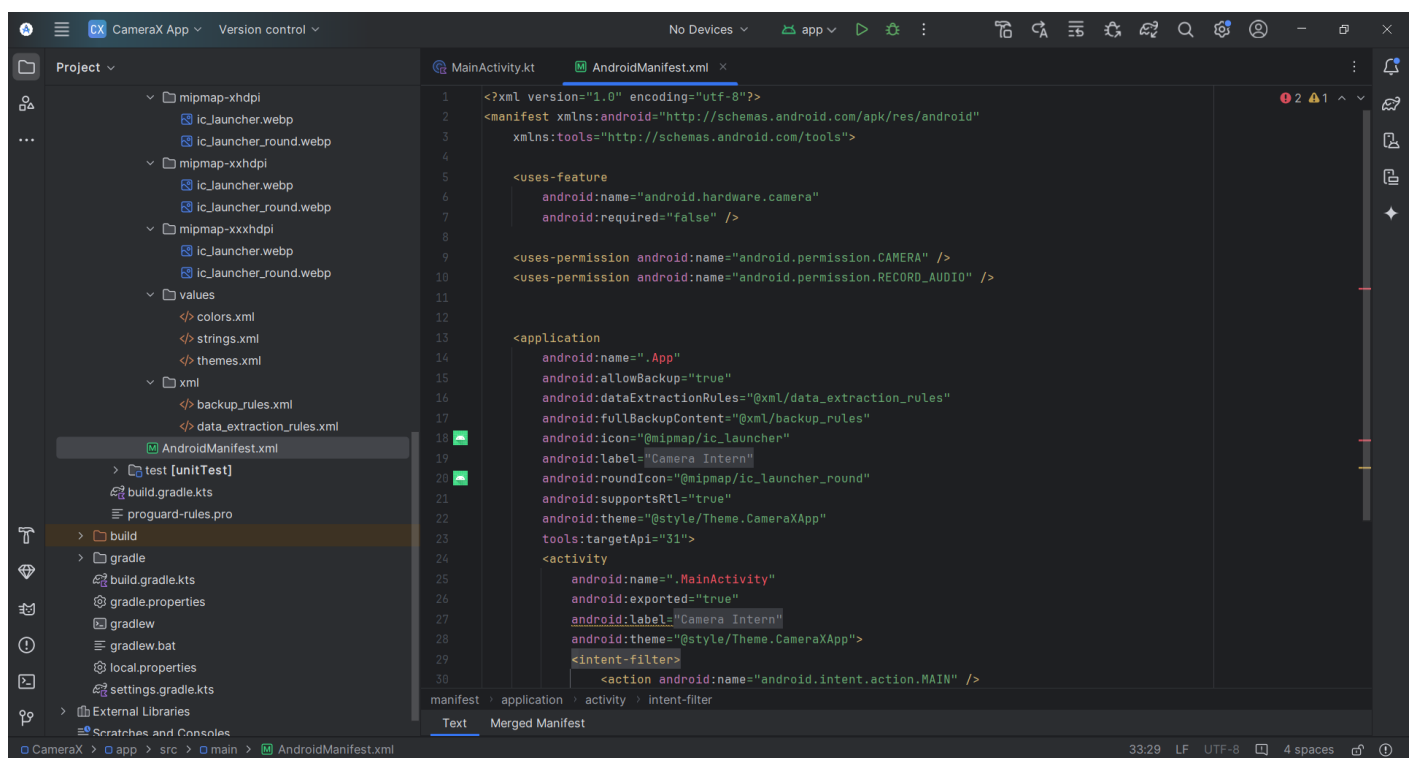 CX CameraX App Version control No Devices app
Project
mipmap-xhdpi
ic_launcher.webp
ic_launcher_round.webp
mipmap-xxhdpi
ic_launcher.webp
ic_launcher_round.webp
mipmap-xxxhdpi
ic_launcher.webp
ic_launcher_round.webp
values
colors.xml
strings.xml
themes.xml
xml
backup_rules.xml
data_extraction_rules.xml
AndroidManifest.xml
test [unitTest]
build.gradle.kts
proguard-rules.pro
build
gradle
build.gradle.kts
gradle.properties
gradlew
gradlew.bat
local.properties
settings.gradle.kts
External Libraries
Scratches and Consoles
MainActivity.kt AndroidManifest.xml
2 1
1 <?xml version="1.0" encoding="utf-8"?>
2 <manifest xmlns:android="http://schemas.android.com/apk/res/android"
3 xmlns:tools="http://schemas.android.com/tools">
4
5 <uses-feature
6 android:name="android.hardware.camera"
7 android:required="false" />
8
9 <uses-permission android:name="android.permission.CAMERA" />
10 <uses-permission android:name="android.permission.RECORD_AUDIO" />
11
12
13 <application
14 android:name=".App"
15 android:allowBackup="true"
16 android:dataExtractionRules="@xml/data_extraction_rules"
17 android:fullBackupContent="@xml/backup_rules"
18 android:icon="@mipmap/ic_launcher"
19 android:label="Camera Intern"
20 android:roundIcon="@mipmap/ic_launcher_round"
21 android:supportsRtl="true"
22 android:theme="@style/Theme.CameraXApp"
23 tools:targetApi="31">
24 <activity
25 android:name=".MainActivity"
26 android:exported="true"
27 android:label="Camera Intern"
28 android:theme="@style/Theme.CameraXApp">
29 <intent-filter>
30 <action android:name="android.intent.action.MAIN" />
manifest > application > activity > intent-filter
Text Merged Manifest
CameraX > app > src > main > AndroidManifest.xml 33:29 LF UTF-8 4 spaces